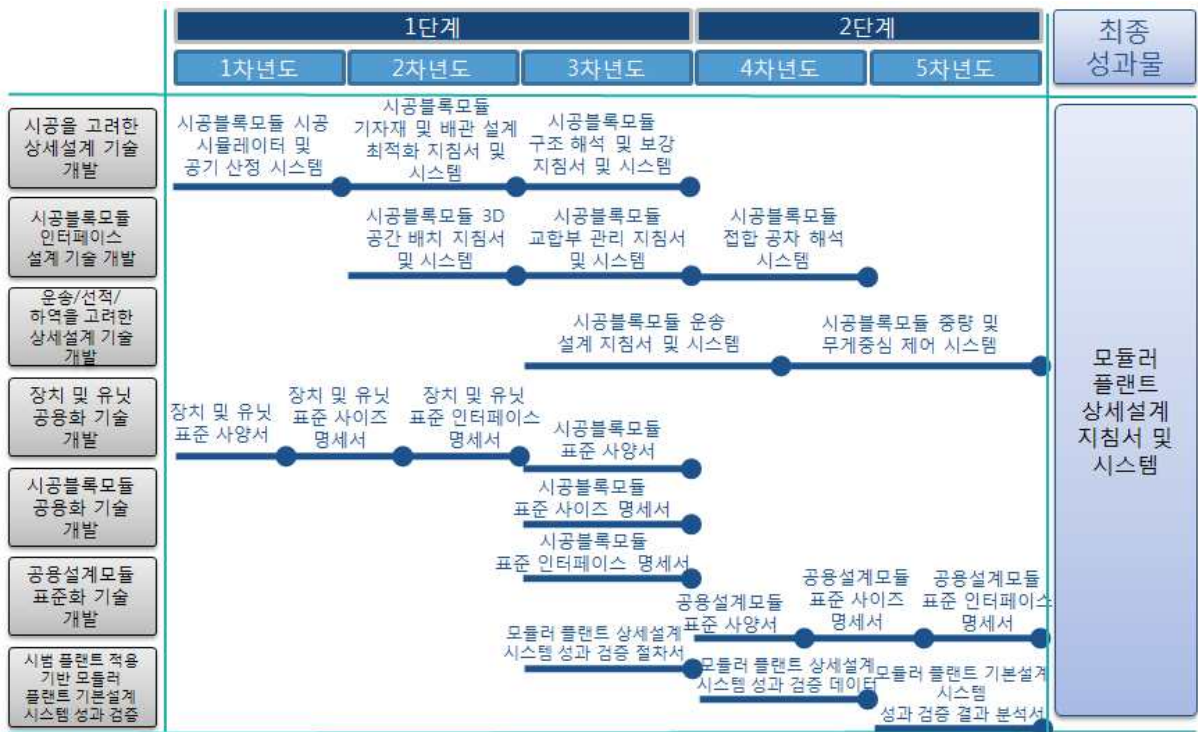 1단계
2단계
최종
성과물
1차년도
2차년도
3차년도
4차년도
5차년도
시공을 고려한
상세설계 기술
개발
시공블록모듈 시공
시뮬레이터 및
공기 산정 시스템
시공블록모듈
기자재 및 배관 설계
최적화 지침서 및
시스템
시공블록모듈
구조 해석 및 보강
지침서 및 시스템
시공블록모듈
인터페이스
설계 기술 개발
시공블록모듈 3D
공간 배치 지침서
및 시스템
시공블록모듈
교합부 관리 지침서
및 시스템
시공블록모듈
접합 공차 해석
시스템
운송/선적/
하역을 고려한
상세설계 기술
개발
시공블록모듈 운송
설계 지침서 및 시스템
시공블록모듈 중량 및
무게중심 제어 시스템
장치 및 유닛
공용화 기술
개발
장치 및 유닛
표준 사양서
장치 및 유닛
표준 사이즈
명세서
장치 및 유닛
표준 인터페이스
명세서
시공블록모듈
표준 사양서
시공블록모듈
공용화 기술
개발
시공블록모듈
표준 사이즈 명세서
시공블록모듈
표준 인터페이스 명세서
공용설계모듈
표준화 기술
개발
공용설계모듈
표준 사양서
공용설계모듈
표준 사이즈
명세서
공용설계모듈
표준 인터페이스
명세서
시범 플랜트 적용
기반 모듈러
플랜트 기본설계
시스템 성과 검증
모듈러 플랜트 상세설계
시스템 성과 검증 절차서
모듈러 플랜트 상세설계
시스템 성과 검증 데이터
모듈러 플랜트 기본설계
시스템
성과 검증 결과 분석서
모듈러
플랜트
상세설계
지침서 및
시스템